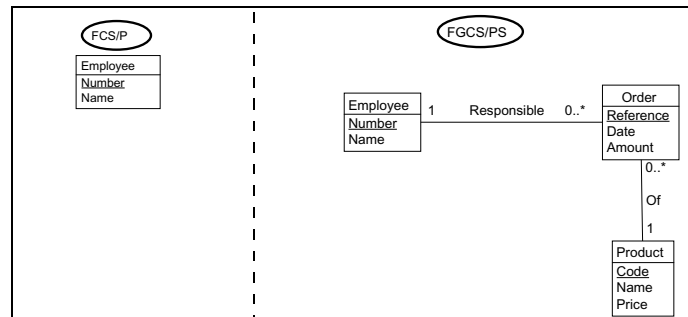 FCS/P
Employee
Number
Name
FGCS/PS
Employee
Number
Name
1 Responsible 0..*
Order
Reference
Date
Amount
0..*
Of
1
Product
Code
Name
Price